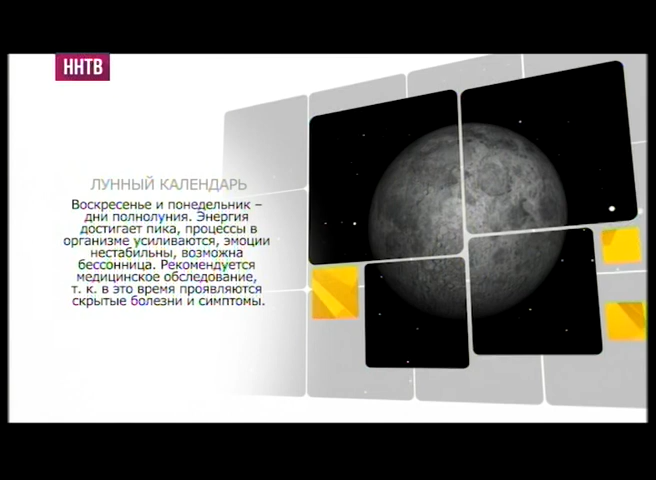 ННТВ
ЛУННЫЙ КАЛЕНДАРЬ
Воскресенье и понедельник –
дни полнолуния. Энергия
достигает пика, процессы в
организме усиливаются, эмоции
нестабильны, возможна
бессонница. Рекомендуется
медицинское обследование,
т. к. в это время проявляются
скрытые болезни и симптомы.